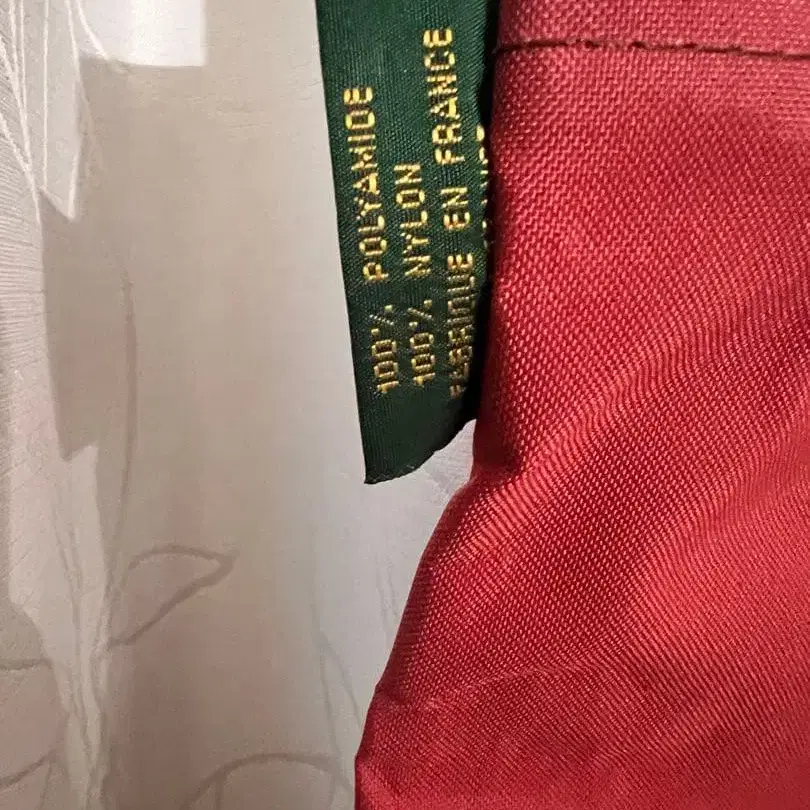 100% POLYAMIDE
100% NYLON
FABRIQUE EN FRANCE